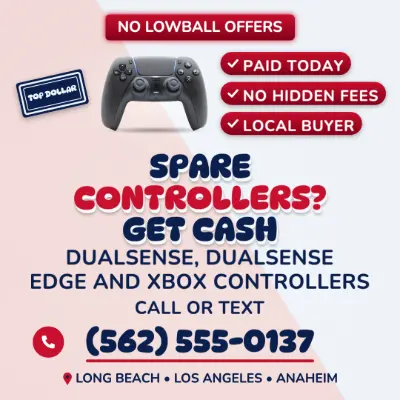 NO LOWBALL OFFERS
TOP DOLLAR
PAID TODAY
NO HIDDEN FEES
LOCAL BUYER
SPARE
CONTROLLERS?
GET CASH
DUALSENSE, DUALSENSE
EDGE AND XBOX CONTROLLERS
CALL OR TEXT
(562) 555-0137
LONG BEACH • LOS ANGELES • ANAHEIM